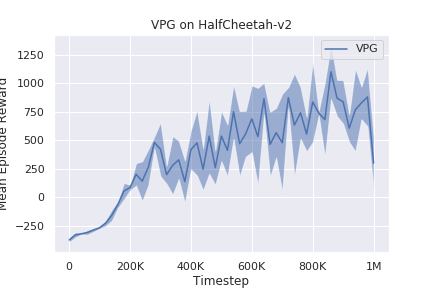 VPG on HalfCheetah-v2
VPG
Mean Episode Reward
1250
1000
750
500
250
0
−250
0
200K
400K
600K
800K
1M
Timestep